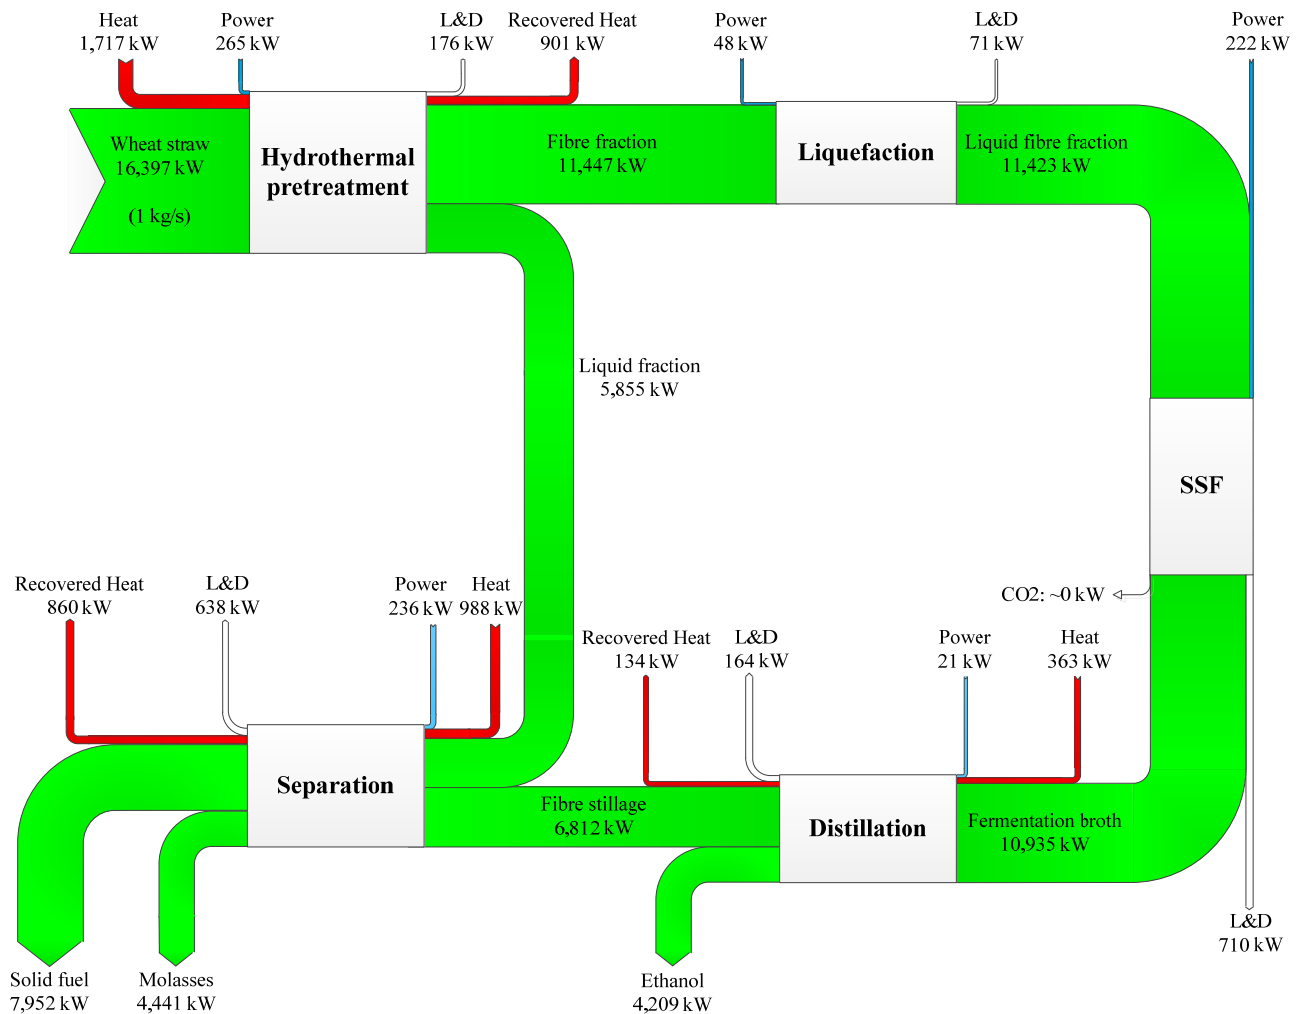 Heat
1,717 kW
Power
265 kW
L&D
176 kW
Recovered Heat
901 kW
Power
48 kW
L&D
71 kW
Power
222 kW
Wheat straw
16,397 kW
(1 kg/s)
Hydrothermal
pretreatment
Fibre fraction
11,447 kW
Liquefaction
Liquid fibre fraction
11,423 kW
Liquid fraction
5,855 kW
SSF
CO2: ~0 kW
Recovered Heat
860 kW
L&D
638 kW
Power
236 kW
Heat
988 kW
Recovered Heat
134 kW
L&D
164 kW
Power
21 kW
Heat
363 kW
Separation
Fibre stillage
6,812 kW
Distillation
Fermentation broth
10,935 kW
L&D
710 kW
Solid fuel
7,952 kW
Molasses
4,441 kW
Ethanol
4,209 kW